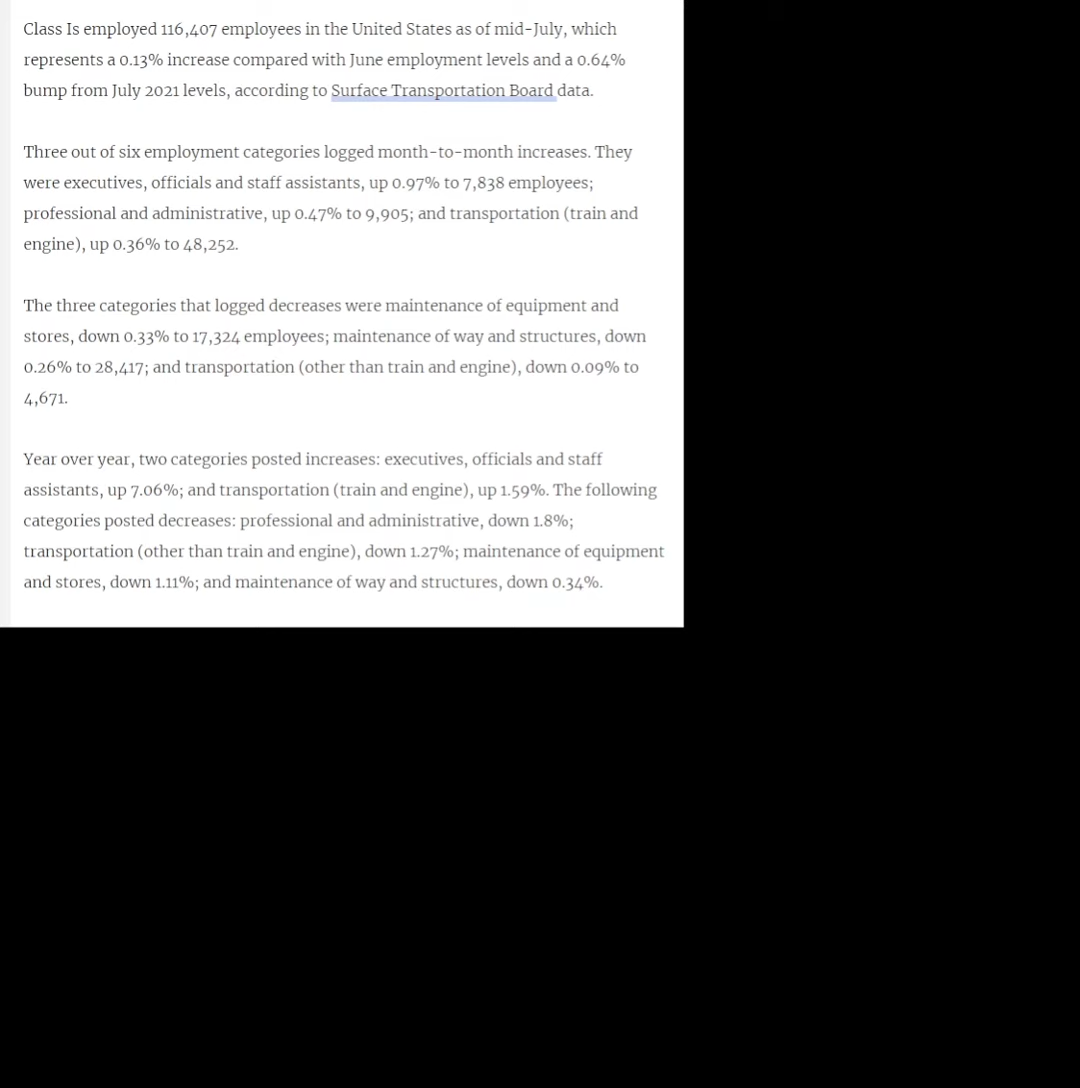 Class Is employed 116,407 employees in the United States as of mid-July, which
represents a 0.13% increase compared with June employment levels and a 0.64%
bump from July 2021 levels, according to Surface Transportation Board data.
Three out of six employment categories logged month-to-month increases. They
were executives, officials and staff assistants, up 0.97% to 7,838 employees;
professional and administrative, up 0.47% to 9,905; and transportation (train and
engine), up 0.36% to 48,252.
The three categories that logged decreases were maintenance of equipment and
stores, down 0.33% to 17,324 employees; maintenance of way and structures, down
0.26% to 28,417; and transportation (other than train and engine), down 0.09% to
4,671.
Year over year, two categories posted increases: executives, officials and staff
assistants, up 7.06%; and transportation (train and engine), up 1.59%. The following
categories posted decreases: professional and administrative, down 1.8%;
transportation (other than train and engine), down 1.27%; maintenance of equipment
and stores, down 1.11%; and maintenance of way and structures, down 0.34%.